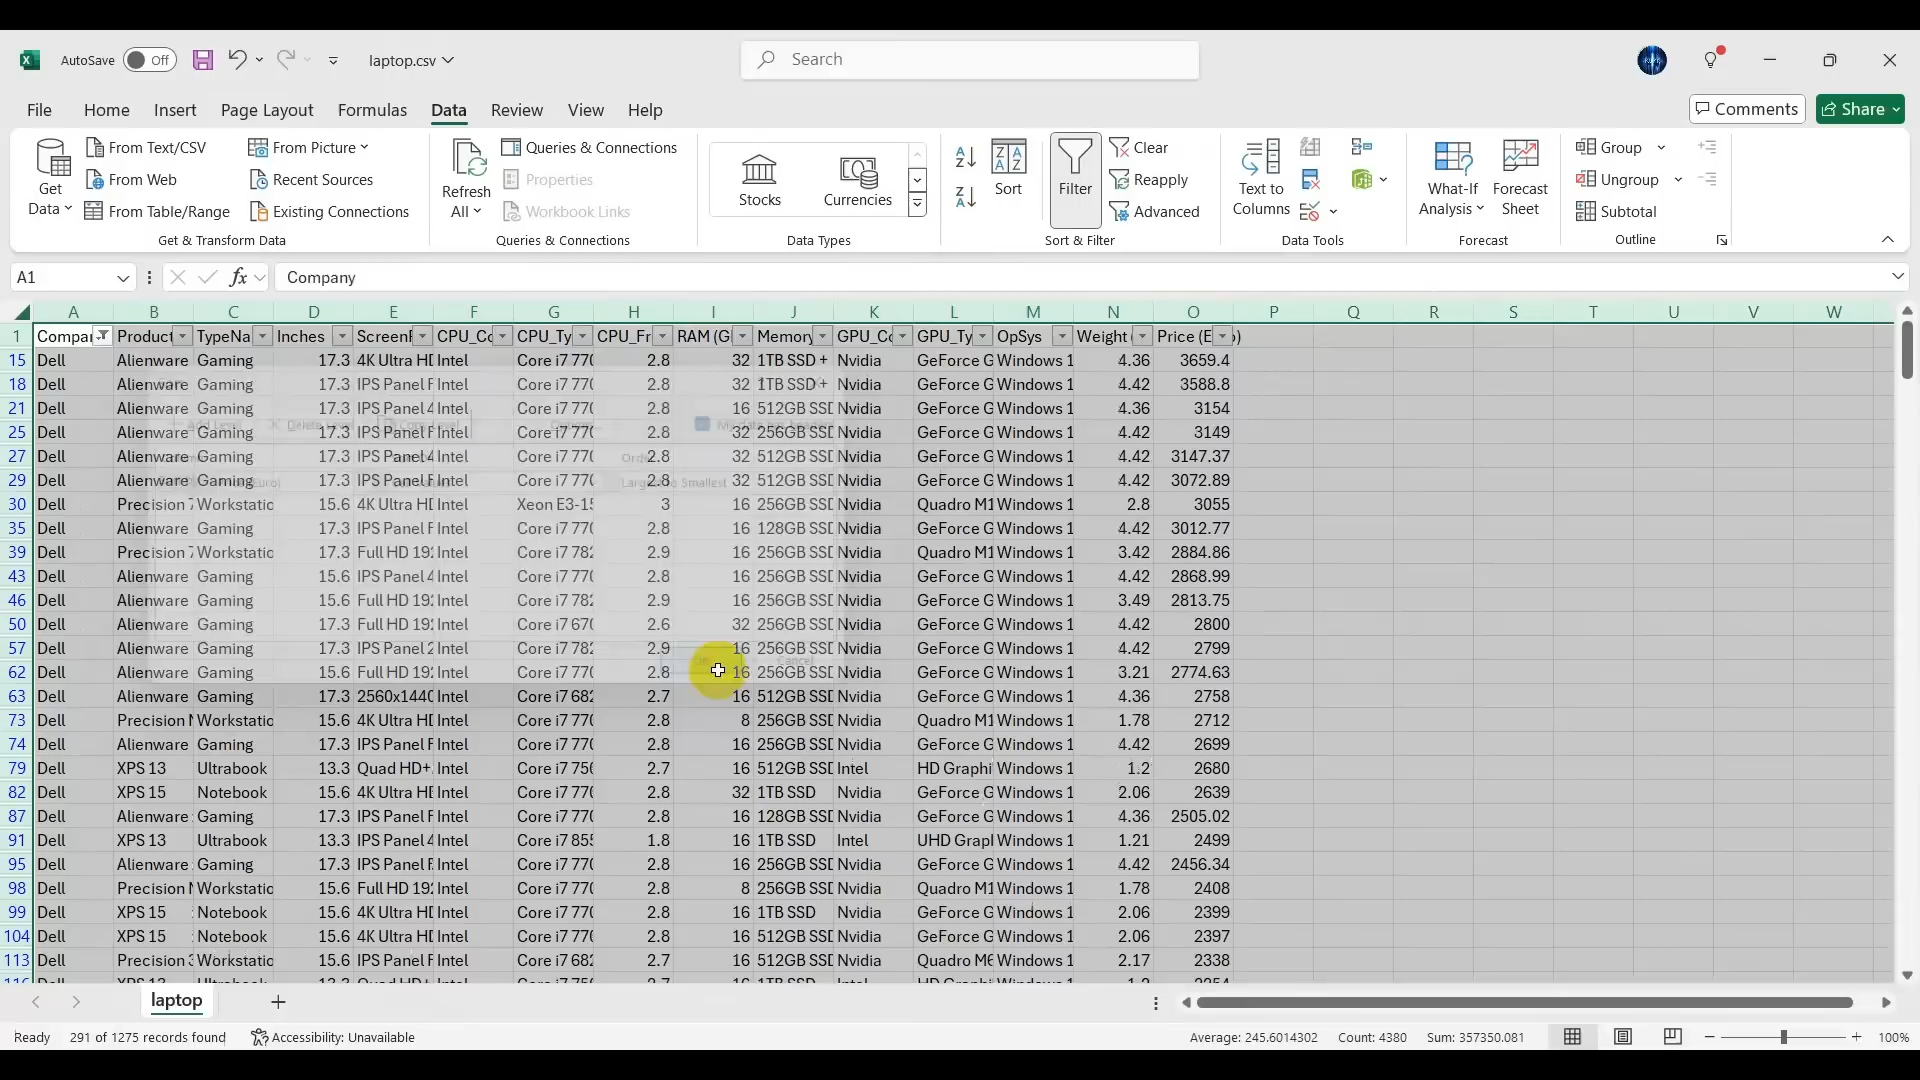 AutoSave Off laptop.csv Search
File Home Insert Page Layout Formulas Data Review View Help Comments Share
Get Data From Text/CSV From Web From Table/Range From Picture Recent Sources Existing Connections
Get & Transform Data
Refresh All Queries & Connections Properties Workbook Links
Queries & Connections
Stocks Currencies
Data Types
Sort Filter Clear Reapply Advanced
Sort & Filter
Text to Columns
Data Tools
What-If Analysis Forecast Sheet
Forecast
Group Ungroup Subtotal
Outline
A1 fx Company
A B C D E F G H I J K L M N O P Q R S T U V W
1 Compar Product TypeNa Inches ScreenF CPU_Co CPU_Ty CPU_Fr RAM (G Memory GPU_Co GPU_Ty OpSys Weight ( Price (E o)
15 Dell Alienware Gaming 17.3 4K Ultra HD Intel Core i7 770 2.8 32 1TB SSD + Nvidia GeForce G Windows 1 4.36 3659.4
18 Dell Alienware Gaming 17.3 IPS Panel F Intel Core i7 770 2.8 32 1TB SSD + Nvidia GeForce G Windows 1 4.42 3588.8
21 Dell Alienware Gaming 17.3 IPS Panel 4 Intel Core i7 770 2.8 16 512GB SSD Nvidia GeForce G Windows 1 4.36 3154
25 Dell Alienware Gaming 17.3 IPS Panel F Intel Core i7 770 2.8 32 256GB SSD Nvidia GeForce G Windows 1 4.42 3149
27 Dell Alienware Gaming 17.3 IPS Panel 4 Intel Core i7 770 2.8 32 512GB SSD Nvidia GeForce G Windows 1 4.42 3147.37
29 Dell Alienware Gaming 17.3 IPS Panel F Intel Core i7 770 2.8 32 512GB SSD Nvidia GeForce G Windows 1 4.42 3072.89
30 Dell Precision 7 Workstatio 15.6 4K Ultra HD Intel Xeon E3-15 3 16 256GB SSD Nvidia Quadro M1 Windows 1 2.8 3055
35 Dell Alienware Gaming 17.3 IPS Panel F Intel Core i7 770 2.8 16 128GB SSD Nvidia GeForce G Windows 1 4.42 3012.77
39 Dell Precision 7 Workstatio 17.3 Full HD 192 Intel Core i7 782 2.9 16 256GB SSD Nvidia Quadro M1 Windows 1 3.42 2884.86
43 Dell Alienware Gaming 15.6 IPS Panel 4 Intel Core i7 770 2.8 16 256GB SSD Nvidia GeForce G Windows 1 4.42 2868.99
46 Dell Alienware Gaming 15.6 Full HD 192 Intel Core i7 782 2.9 16 256GB SSD Nvidia GeForce G Windows 1 3.49 2813.75
50 Dell Alienware Gaming 17.3 Full HD 192 Intel Core i7 670 2.6 32 256GB SSD Nvidia GeForce G Windows 1 4.42 2800
57 Dell Alienware Gaming 17.3 IPS Panel 2 Intel Core i7 782 2.9 16 256GB SSD Nvidia GeForce G Windows 1 4.42 2799
62 Dell Alienware Gaming 15.6 Full HD 192 Intel Core i7 770 2.8 16 256GB SSD Nvidia GeForce G Windows 1 3.21 2774.63
63 Dell Alienware Gaming 17.3 2560x1440 Intel Core i7 682 2.7 16 512GB SSD Nvidia GeForce G Windows 1 4.36 2758
73 Dell Precision M Workstatio 15.6 4K Ultra HD Intel Core i7 770 2.8 8 256GB SSD Nvidia Quadro M1 Windows 1 1.78 2712
74 Dell Alienware Gaming 17.3 IPS Panel F Intel Core i7 770 2.8 16 256GB SSD Nvidia GeForce G Windows 1 4.42 2699
79 Dell XPS 13 Ultrabook 13.3 Quad HD+ Intel Core i7 750 2.7 16 512GB SSD Intel HD Graphi Windows 1 1.2 2680
82 Dell XPS 15 Notebook 15.6 4K Ultra HD Intel Core i7 770 2.8 32 1TB SSD Nvidia GeForce G Windows 1 2.06 2639
87 Dell Alienware Gaming 17.3 IPS Panel F Intel Core i7 770 2.8 16 128GB SSD Nvidia GeForce G Windows 1 4.36 2505.02
91 Dell XPS 13 Ultrabook 13.3 IPS Panel 4 Intel Core i7 855 1.8 16 1TB SSD Intel UHD Grapl Windows 1 1.21 2499
95 Dell Alienware Gaming 17.3 IPS Panel F Intel Core i7 770 2.8 16 256GB SSD Nvidia GeForce G Windows 1 4.42 2456.34
98 Dell Precision M Workstatio 15.6 Full HD 192 Intel Core i7 770 2.8 8 256GB SSD Nvidia Quadro M1 Windows 1 1.78 2408
99 Dell XPS 15 Notebook 15.6 4K Ultra HD Intel Core i7 770 2.8 16 1TB SSD Nvidia GeForce G Windows 1 2.06 2399
104 Dell XPS 15 Notebook 15.6 4K Ultra HD Intel Core i7 770 2.8 16 512GB SSD Nvidia GeForce G Windows 1 2.06 2397
113 Dell Precision 3 Workstatio 15.6 IPS Panel F Intel Core i7 682 2.7 16 512GB SSD Nvidia Quadro M6 Windows 1 2.17 2338
laptop
Ready 291 of 1275 records found Accessibility: Unavailable Average: 245.6014302 Count: 4380 Sum: 357350.081 100%